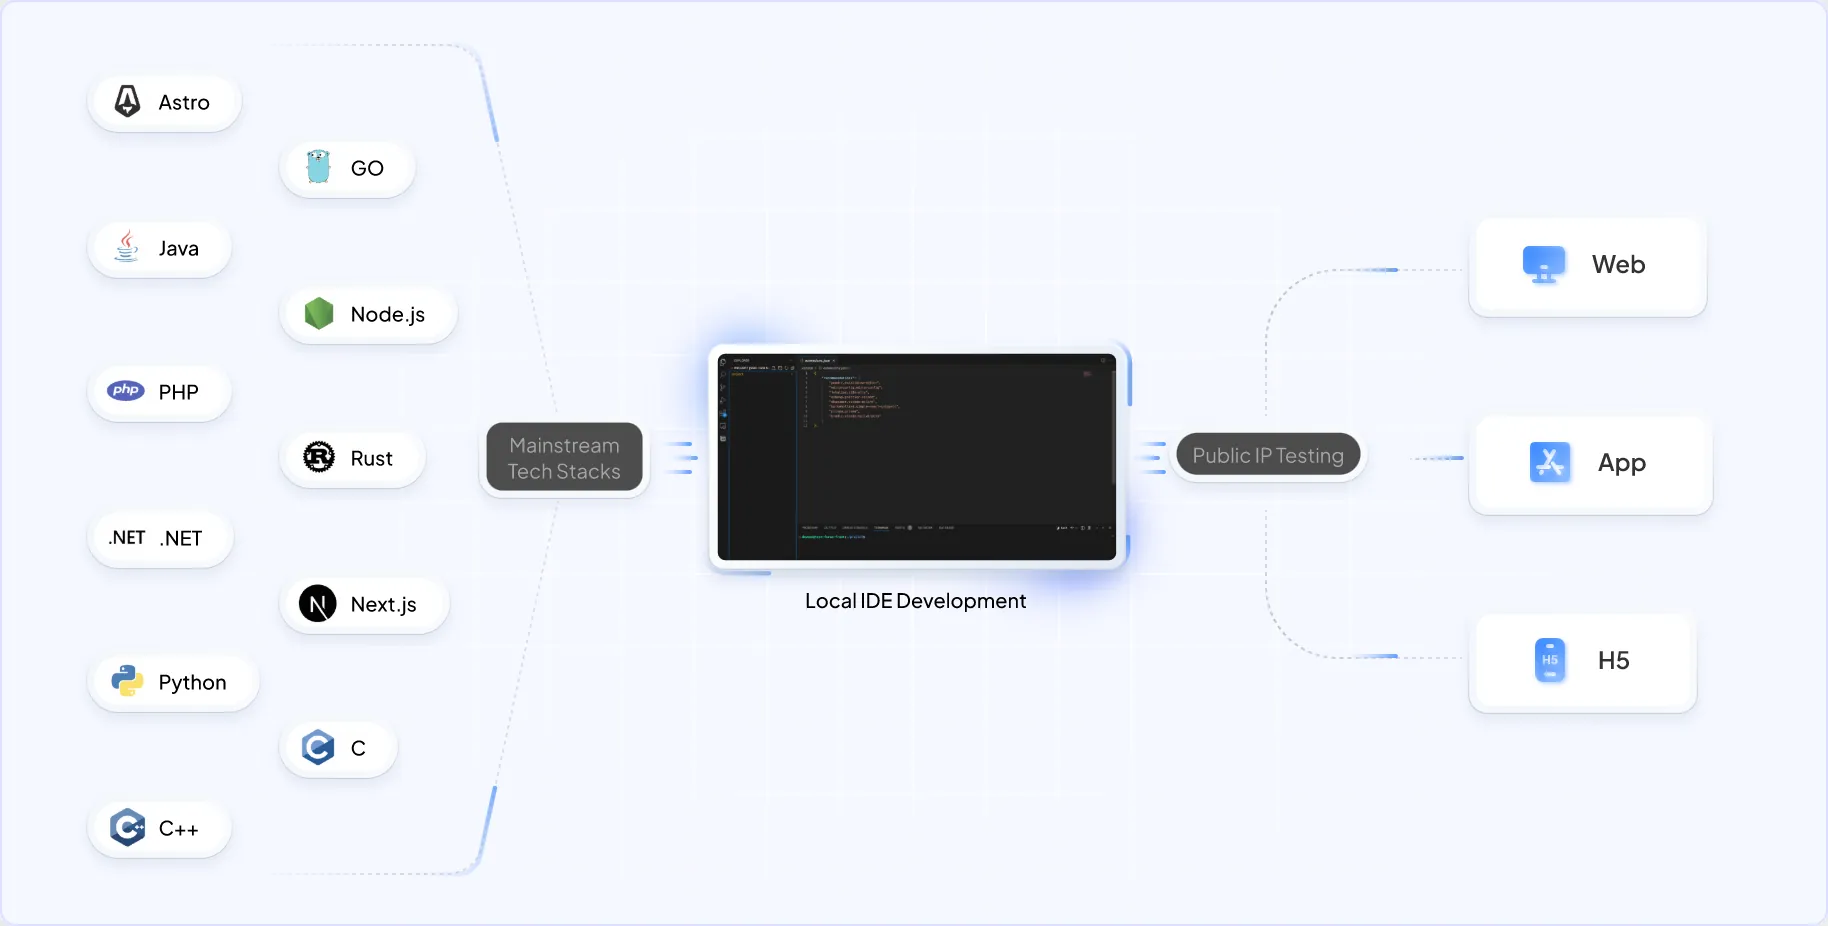 Astro
GO
Java
Node.js
php PHP
Rust
.NET .NET
N Next.js
Python
C C
C++ C++
Mainstream
Tech Stacks
Local IDE Development
Public IP Testing
Web
App
H5 H5